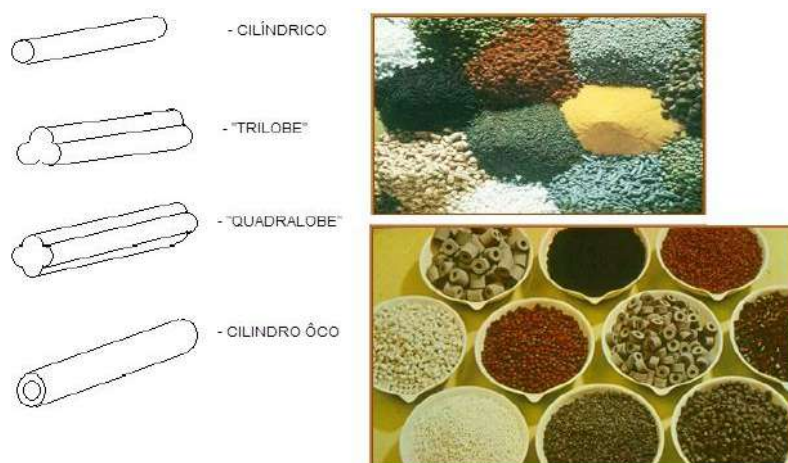 - CILÍNDRICO
- "TRILOBE"
- "QUADRALOBE"
- CILINDRO ÔCO